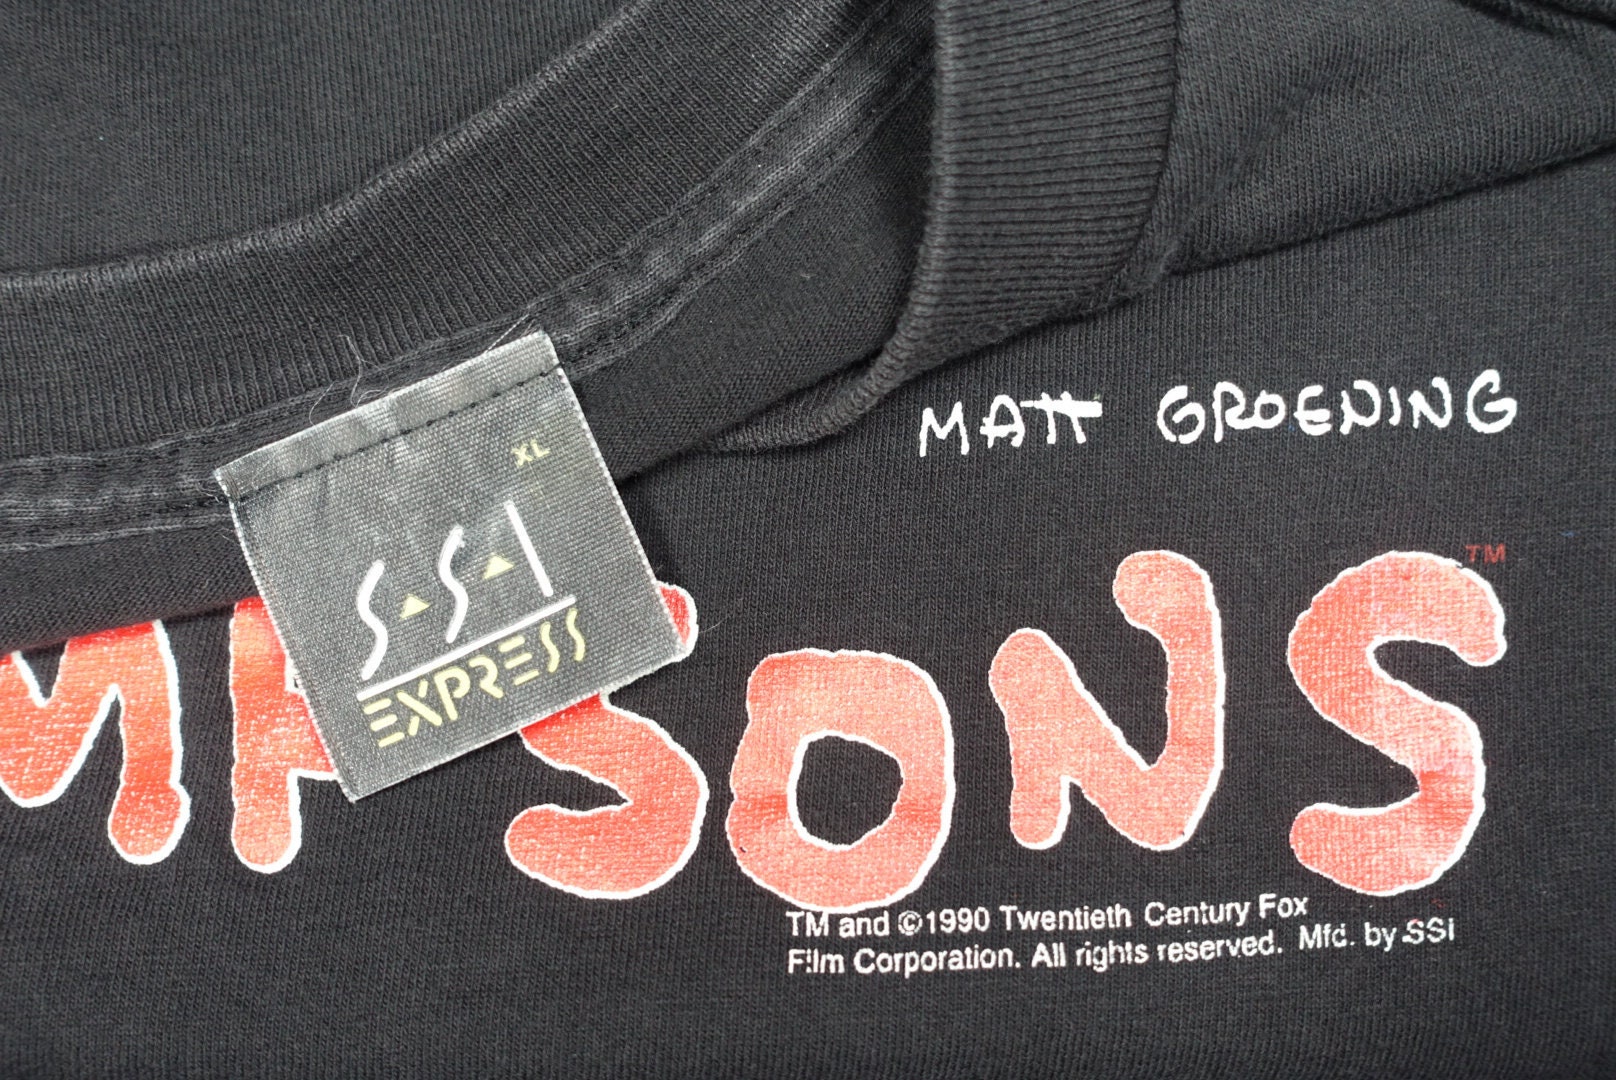 XL
S.S.I
EXPRESS
MATT GROENING
MPSONS™
TM and ©1990 Twentieth Century Fox
Film Corporation. All rights reserved. Mfd. by SSI